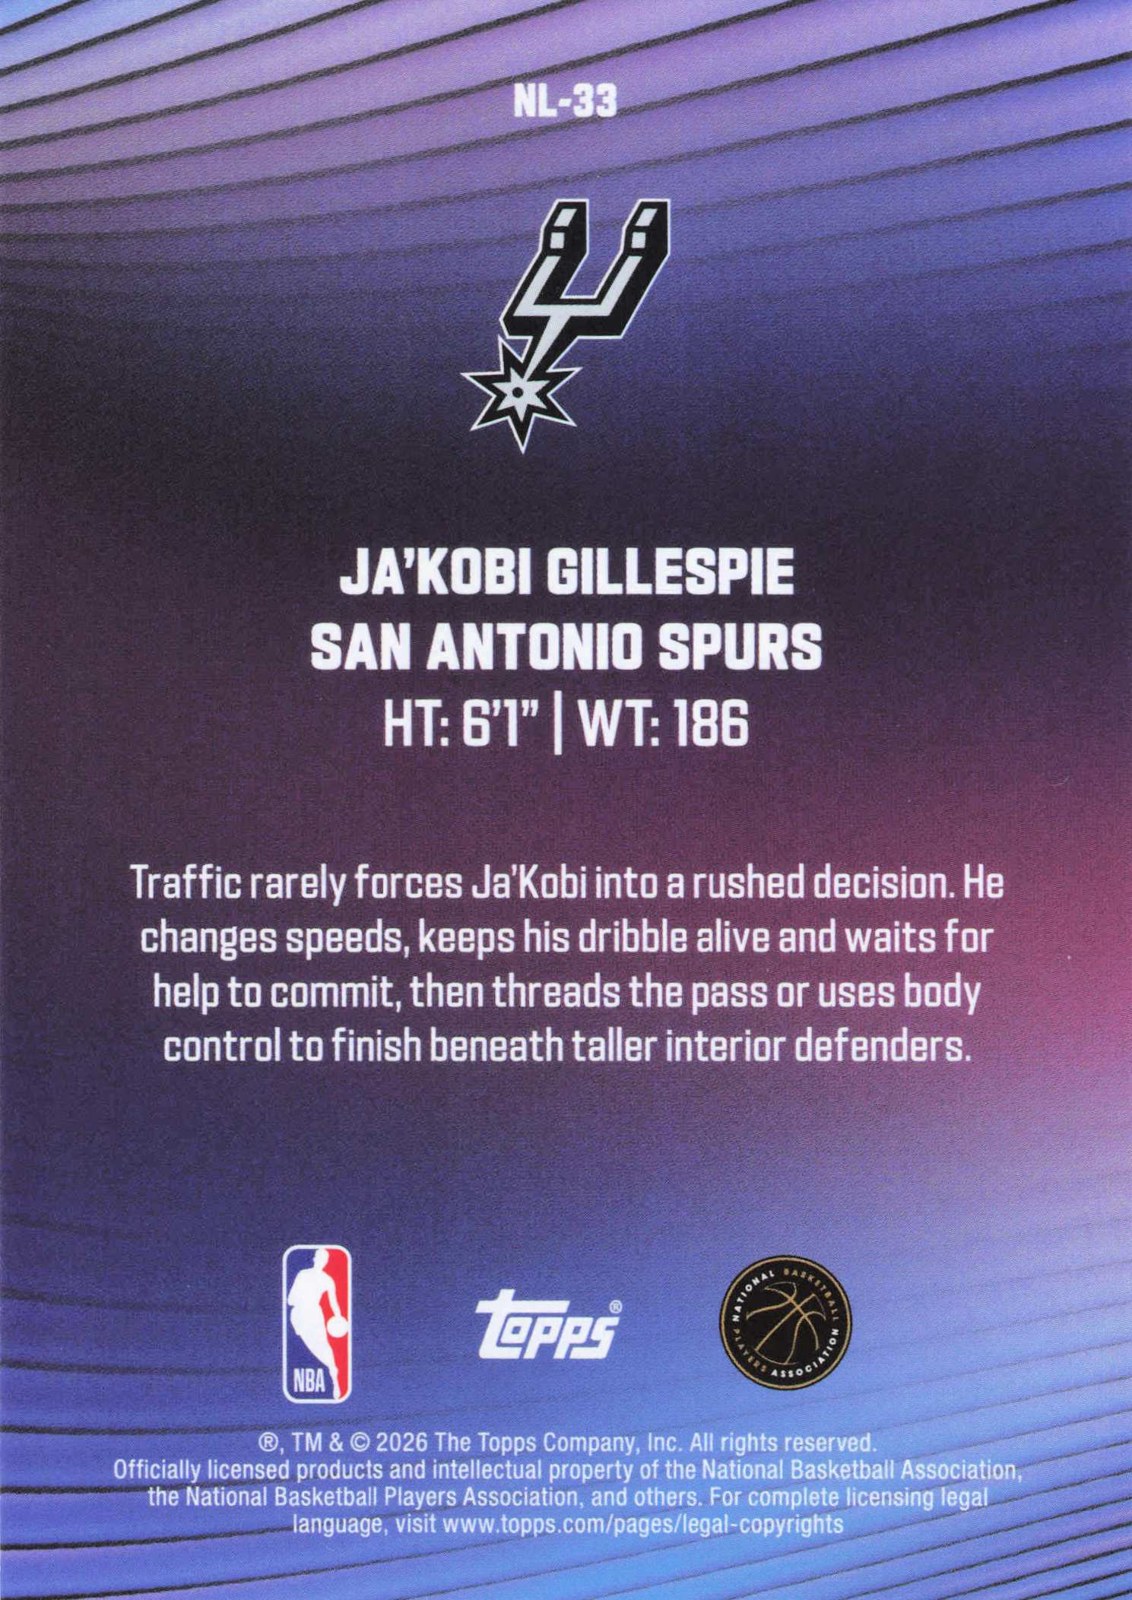 NL-33
JA'KOBI GILLESPIE
SAN ANTONIO SPURS
HT: 6'1" | WT: 186
Traffic rarely forces Ja'Kobi into a rushed decision. He
changes speeds, keeps his dribble alive and waits for
help to commit, then threads the pass or uses body
control to finish beneath taller interior defenders.
NBA
topps®
NATIONAL BASKETBALL PLAYERS ASSOCIATION
®, TM & © 2026 The Topps Company, Inc. All rights reserved.
Officially licensed products and intellectual property of the National Basketball Association,
the National Basketball Players Association, and others. For complete licensing legal
language, visit www.topps.com/pages/legal-copyrights